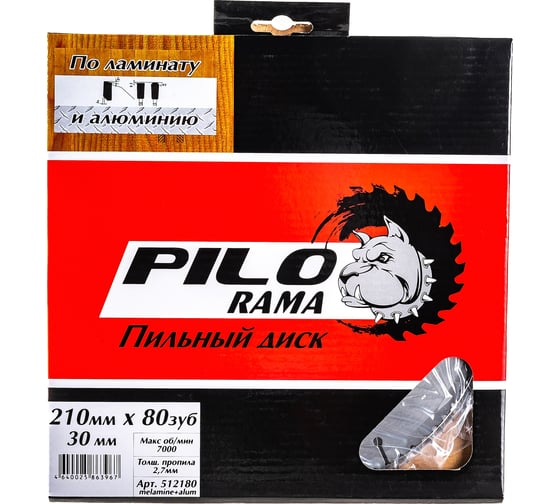 По ламинату
и алюминию
PILO
RAMA
Пильный диск
210мм x 80зуб
30 мм
Макс об/мин
7000
Толщ. пропила
2,7мм
4640025863967
Арт. 512180
melamine+alum